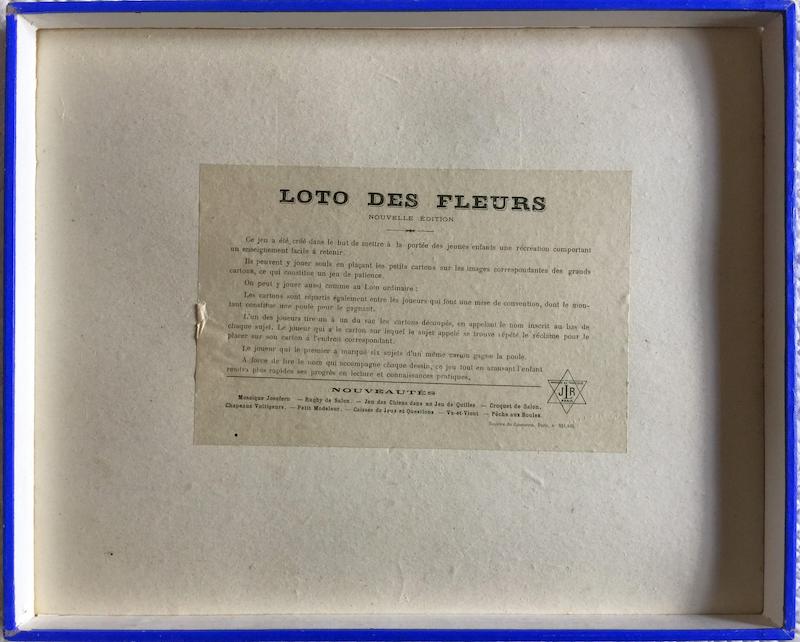 LOTO DES FLEURS
NOUVELLE ÉDITION
Ce jeu a été créé dans le but de mettre à la portée des jeunes enfants une récréation comportant
un enseignement facile à retenir.
Ils peuvent y jouer seuls en plaçant les petits cartons sur les images correspondantes des grands
cartons, ce qui constitue un jeu de patience.
On peut y jouer aussi comme au Loto ordinaire :
Les cartons sont répartis également entre les joueurs qui font une mise de convention, dont le mon-
tant constitue une poule pour le gagnant.
L'un des joueurs tire un à un du sac les cartons découpés, en appelant le nom inscrit au bas de
chaque sujet. Le joueur qui a le carton sur lequel le sujet appelé se trouve répété le réclame pour le
placer sur son carton à l'endroit correspondant.
Le joueur qui le premier a marqué six sujets d'un même carton gagne la poule.
A force de lire le nom qui accompagne chaque dessin, ce jeu tout en amusant l'enfant
rendra plus rapides ses progrès en lecture et connaissances pratiques.
NOUVEAUTÉS
Mosaïque — Rugby de Salon. — Jeu des Chiens dans un Jeu de Quilles. — Croquet de Salon.
Chapeaux Voltigeurs. — Petit Modeleur. — Caisses de Jeux et Questions — Va-et-Vient — Pêche aux Boules.
JLR
PARIS
Paris, n°